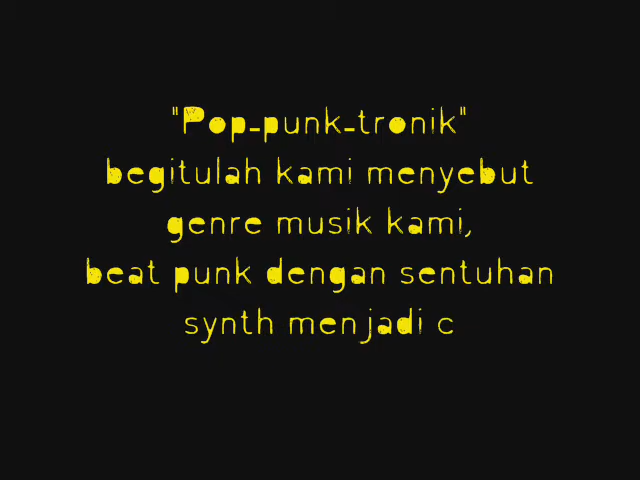 "Pop-punk-tronik"
begitulah kami menyebut
genre musik kami,
beat punk dengan sentuhan
synth menjadi c